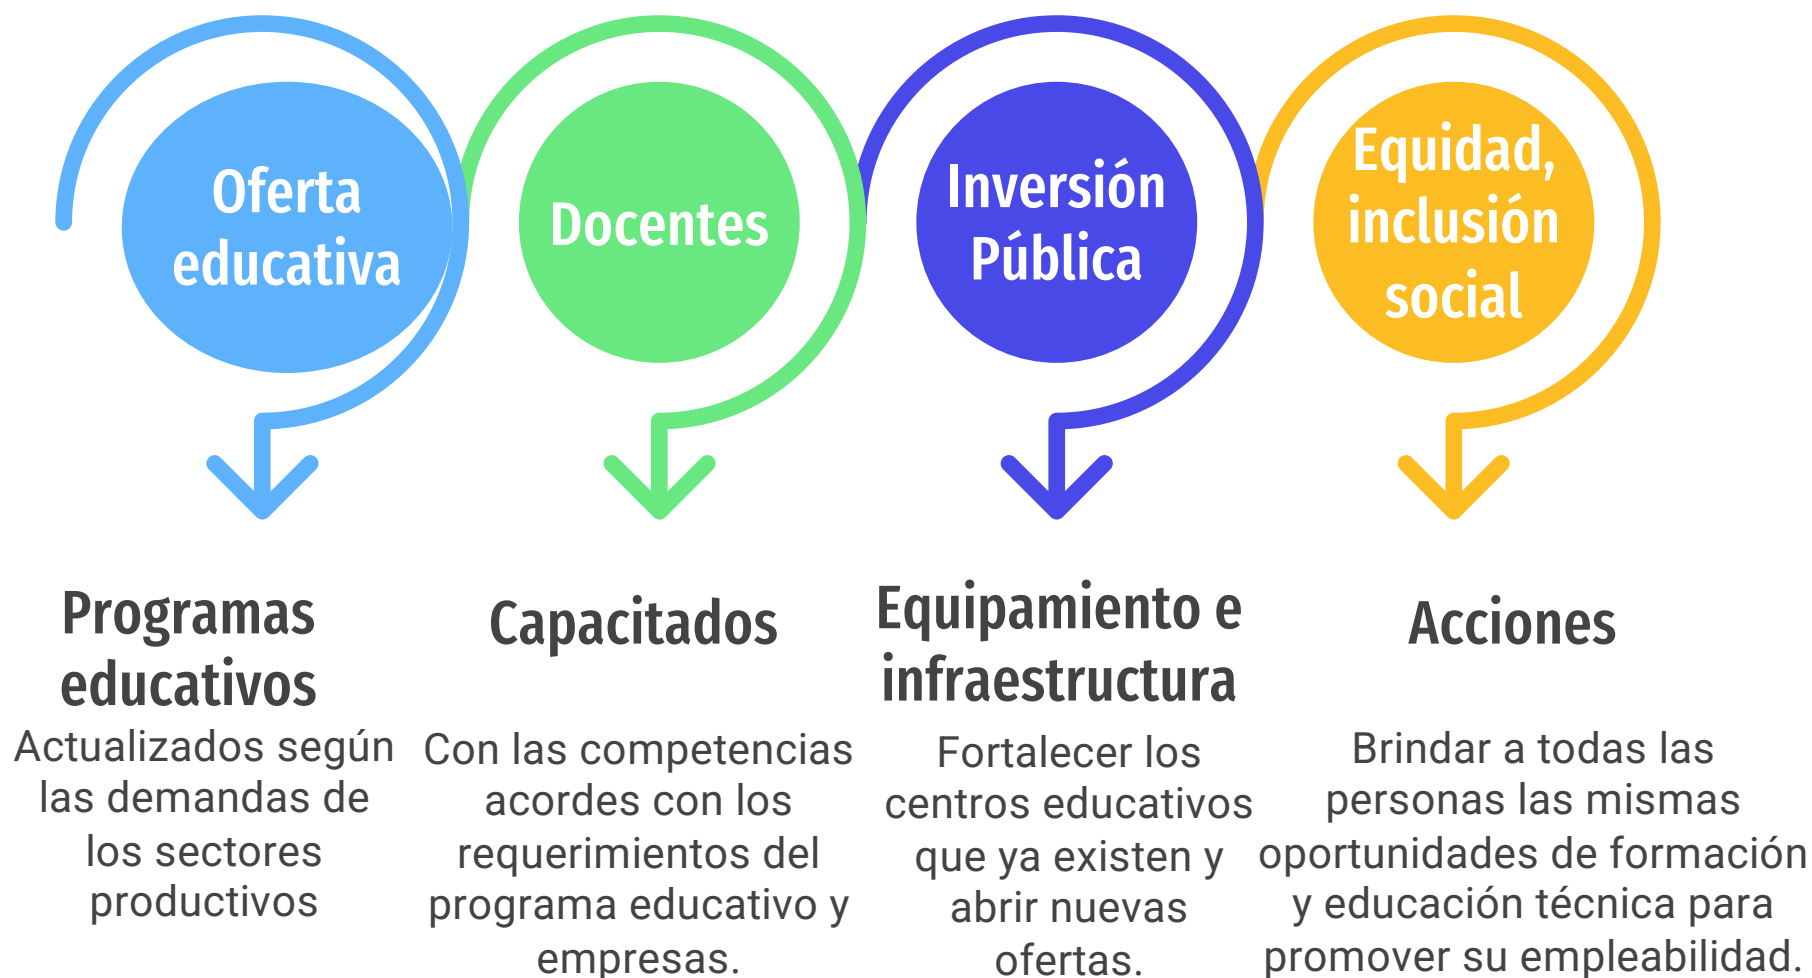 Oferta
educativa
Docentes
Inversión
Pública
Equidad,
inclusión
social
Programas
educativos
Actualizados según
las demandas de
los sectores
productivos
Capacitados
Con las competencias
acordes con los
requerimientos del
programa educativo y
empresas.
Equipamiento e
infraestructura
Fortalecer los
centros educativos
que ya existen y
abrir nuevas
ofertas.
Acciones
Brindar a todas las
personas las mismas
oportunidades de formación
y educación técnica para
promover su empleabilidad.